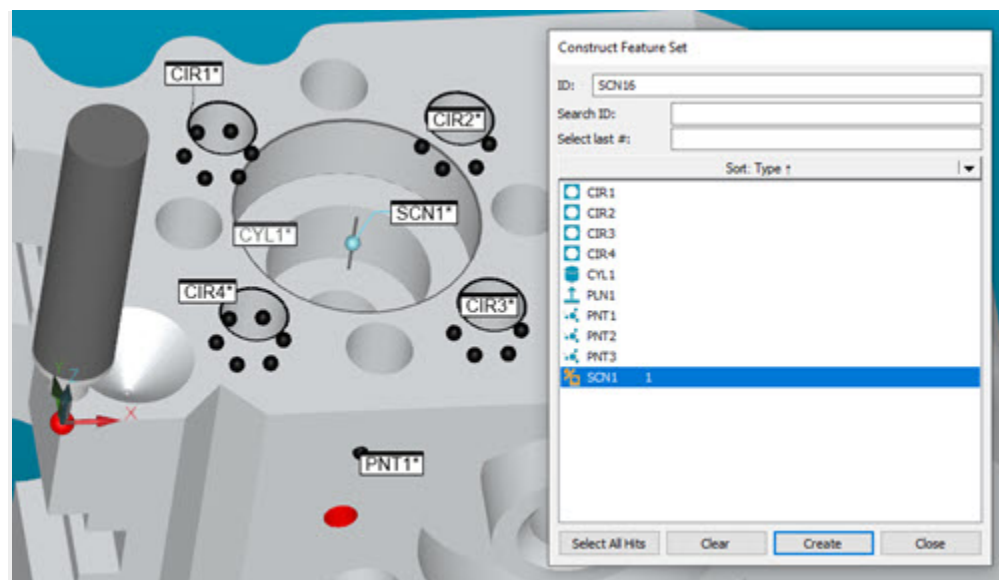 CIR1*
CIR2*
SCN1*
CYL1*
CIR4*
CIR3*
PNT1*
Y
Z
X
Construct Feature Set
ID: SCN16
Search ID:
Select last #:
Sort: Type ↑
CIR1
CIR2
CIR3
CIR4
CYL1
PLN1
PNT1
PNT2
PNT3
SCN1 1
Select All Hits Clear Create Close